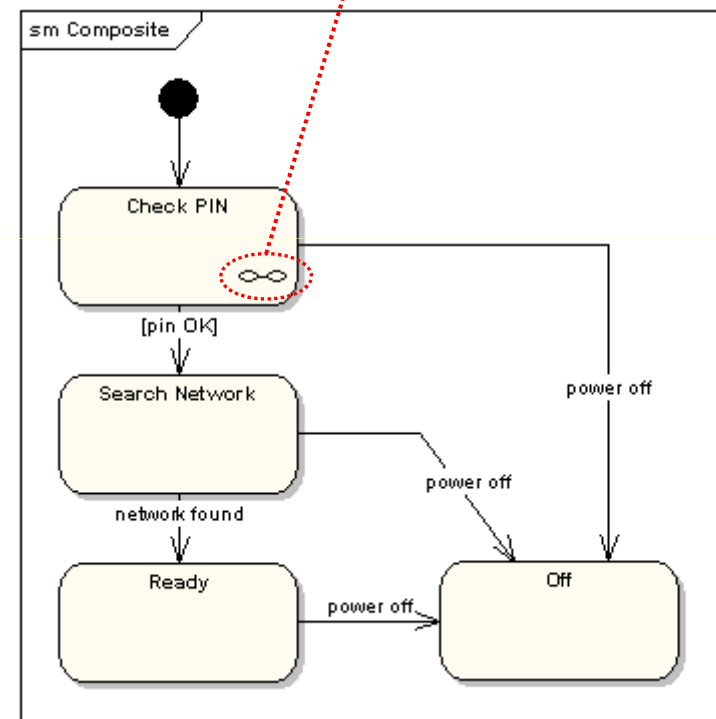 sm Composite
Check PIN
[pin OK]
Search Network
power off
power off
network found
Ready
Off
power off